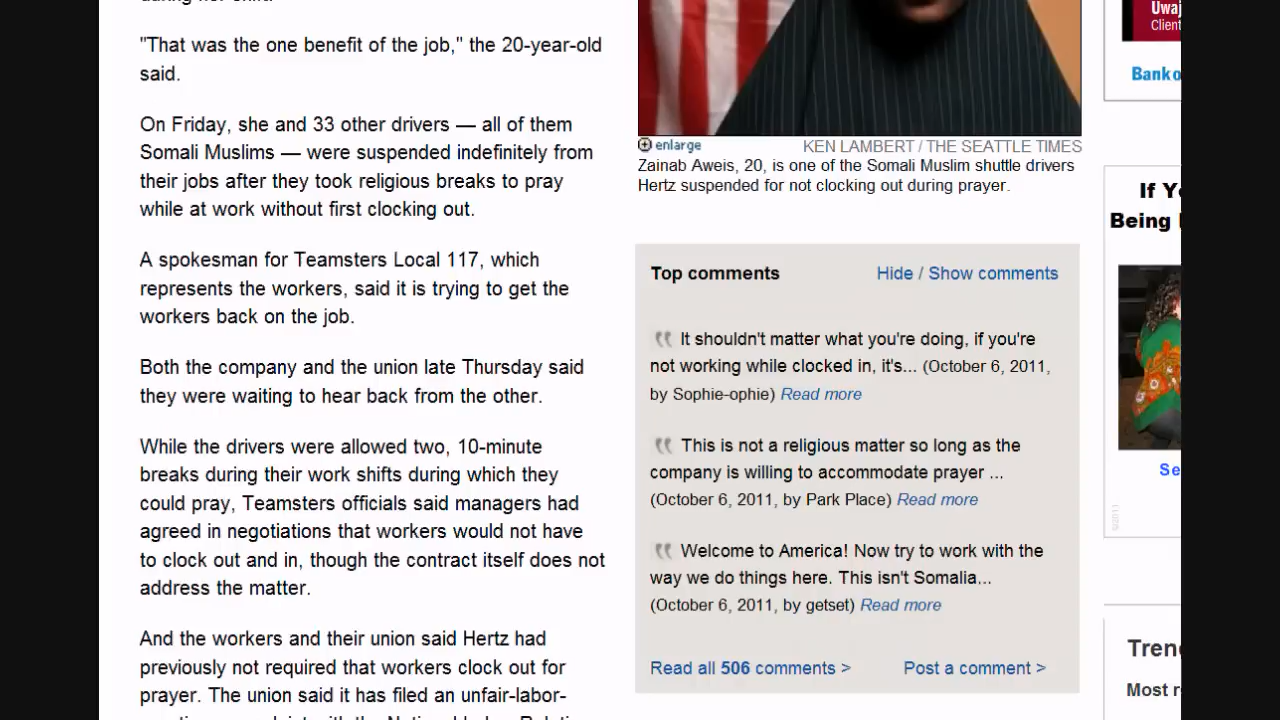 "That was the one benefit of the job," the 20-year-old
said.
On Friday, she and 33 other drivers — all of them
Somali Muslims — were suspended indefinitely from
their jobs after they took religious breaks to pray
while at work without first clocking out.
A spokesman for Teamsters Local 117, which
represents the workers, said it is trying to get the
workers back on the job.
Both the company and the union late Thursday said
they were waiting to hear back from the other.
While the drivers were allowed two, 10-minute
breaks during their work shifts during which they
could pray, Teamsters officials said managers had
agreed in negotiations that workers would not have
to clock out and in, though the contract itself does not
address the matter.
And the workers and their union said Hertz had
previously not required that workers clock out for
prayer. The union said it has filed an unfair-labor-
enlarge
KEN LAMBERT / THE SEATTLE TIMES
Zainab Aweis, 20, is one of the Somali Muslim shuttle drivers
Hertz suspended for not clocking out during prayer.
Top comments
Hide / Show comments
It shouldn't matter what you're doing, if you're
not working while clocked in, it's... (October 6, 2011,
by Sophie-ophie) Read more
This is not a religious matter so long as the
company is willing to accommodate prayer ...
(October 6, 2011, by Park Place) Read more
Welcome to America! Now try to work with the
way we do things here. This isn't Somalia...
(October 6, 2011, by getset) Read more
Read all 506 comments >
Post a comment >
Uwaj
Client
Bank o
If Y
Being
Se
Tren
Most r